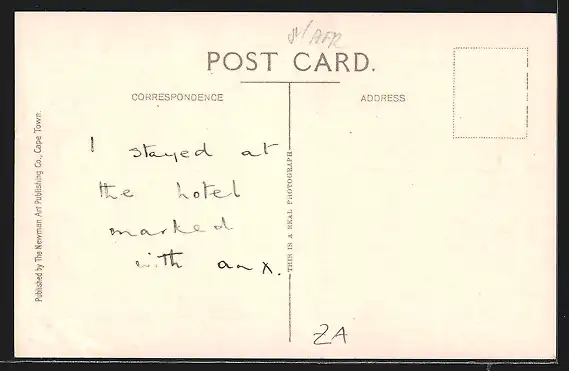 S/AFR
POST CARD.
CORRESPONDENCE
ADDRESS
I stayed at
the hotel
marked
with an x.
THIS IS A REAL PHOTOGRAPH
Published by The Newman Art Publishing Co., Cape Town.
ZA